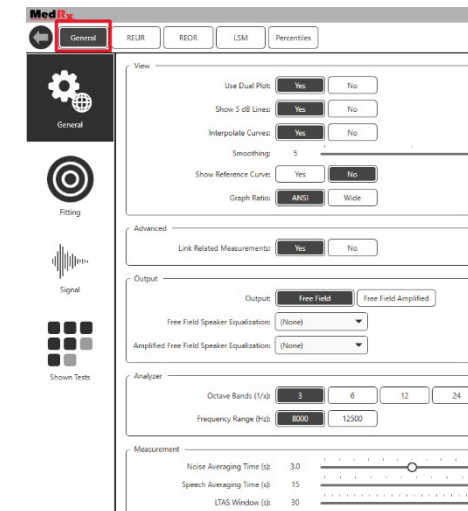 MedRx
General REUR REOR LSM Percentiles
General
Fitting
Signal
Shown Tests
View
Use Dual Plot: Yes No
Show 5 dB Lines: Yes No
Interpolate Curves: Yes No
Smoothing: 5
Show Reference Curve: Yes No
Graph Ratio: ANSI Wide
Advanced
Link Related Measurements: Yes No
Output
Output: Free Field Free Field Amplified
Free Field Speaker Equalization: (None)
Amplified Free Field Speaker Equalization: (None)
Analyzer
Octave Bands (1/x): 3 6 12 24
Frequency Range (Hz): 8000 12500
Measurement
Noise Averaging Time (s): 3.0
Speech Averaging Time (s): 15
LTAS Window (s): 30